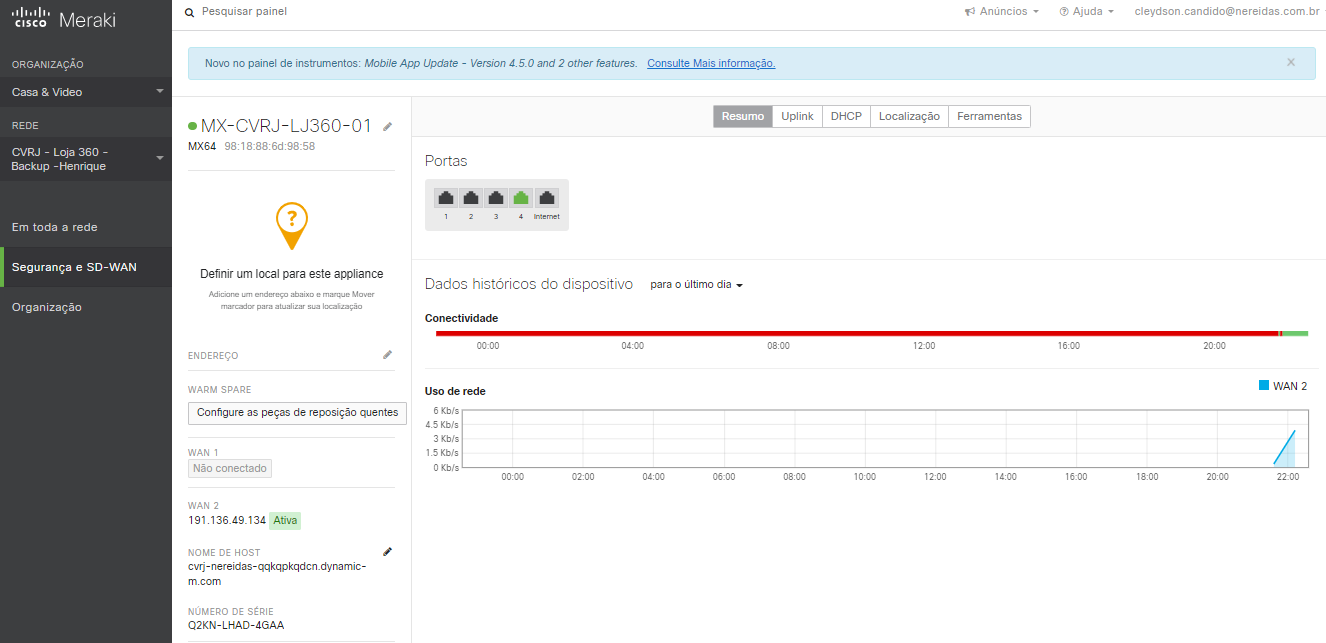 cisco Meraki
Pesquisar painel
Anúncios
Ajuda
cleydson.candido@nereidas.com.br
ORGANIZAÇÃO
Casa & Video
REDE
CVRJ - Loja 360 -
Backup -Henrique
Em toda a rede
Segurança e SD-WAN
Organização
Novo no painel de instrumentos: Mobile App Update - Version 4.5.0 and 2 other features. Consulte Mais informação.
×
MX-CVRJ-LJ360-01
MX64 98:18:88:6d:98:58
?
Definir um local para este appliance
Adicione um endereço abaixo e marque Mover
marcador para atualizar sua localização
ENDEREÇO
WARM SPARE
Configure as peças de reposição quentes
WAN 1
Não conectado
WAN 2
191.136.49.134 Ativa
NOME DE HOST
cvrj-nereidas-qqkqpkqdcn.dynamic-
m.com
NÚMERO DE SÉRIE
Q2KN-LHAD-4GAA
Resumo Uplink DHCP Localização Ferramentas
Portas
1 2 3 4 Internet
Dados históricos do dispositivo para o último dia
Conectividade
00:00 04:00 08:00 12:00 16:00 20:00
Uso de rede
WAN 2
6 Kb/s
4.5 Kb/s
3 Kb/s
1.5 Kb/s
0 Kb/s
00:00 02:00 04:00 06:00 08:00 10:00 12:00 14:00 16:00 18:00 20:00 22:00